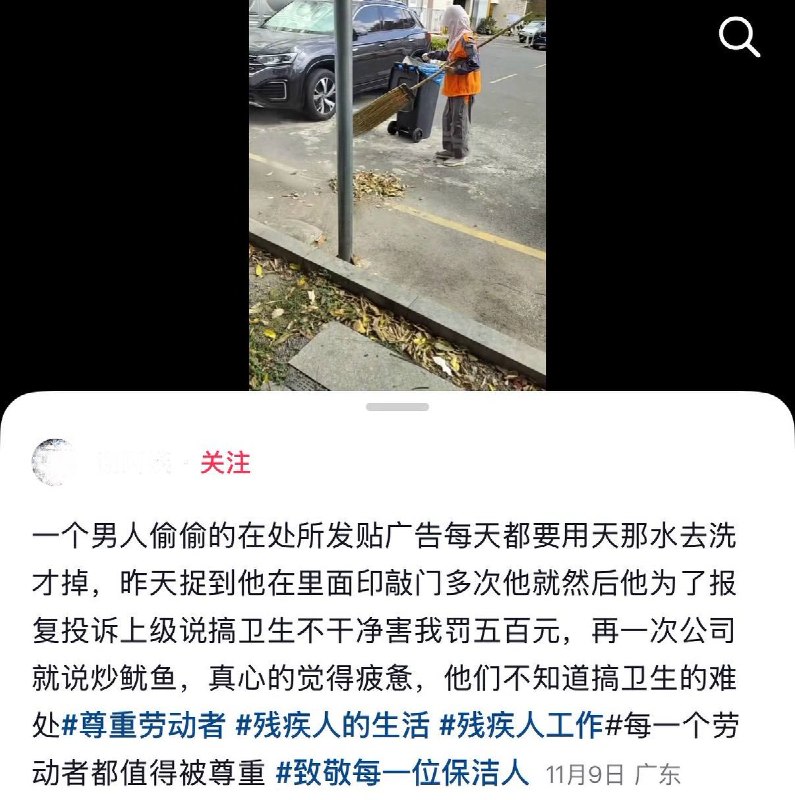 关注
一个男人偷偷的在处所发贴广告每天都要用天那水去洗
才掉，昨天捉到他在里面印敲门多次他就然后他为了报
复投诉上级说搞卫生不干净害我罚五百元，再一次公司
就说炒鱿鱼，真心的觉得疲惫，他们不知道搞卫生的难
处#尊重劳动者 #残疾人的生活 #残疾人工作#每一个劳
动者都值得被尊重 #致敬每一位保洁人 11月9日 广东